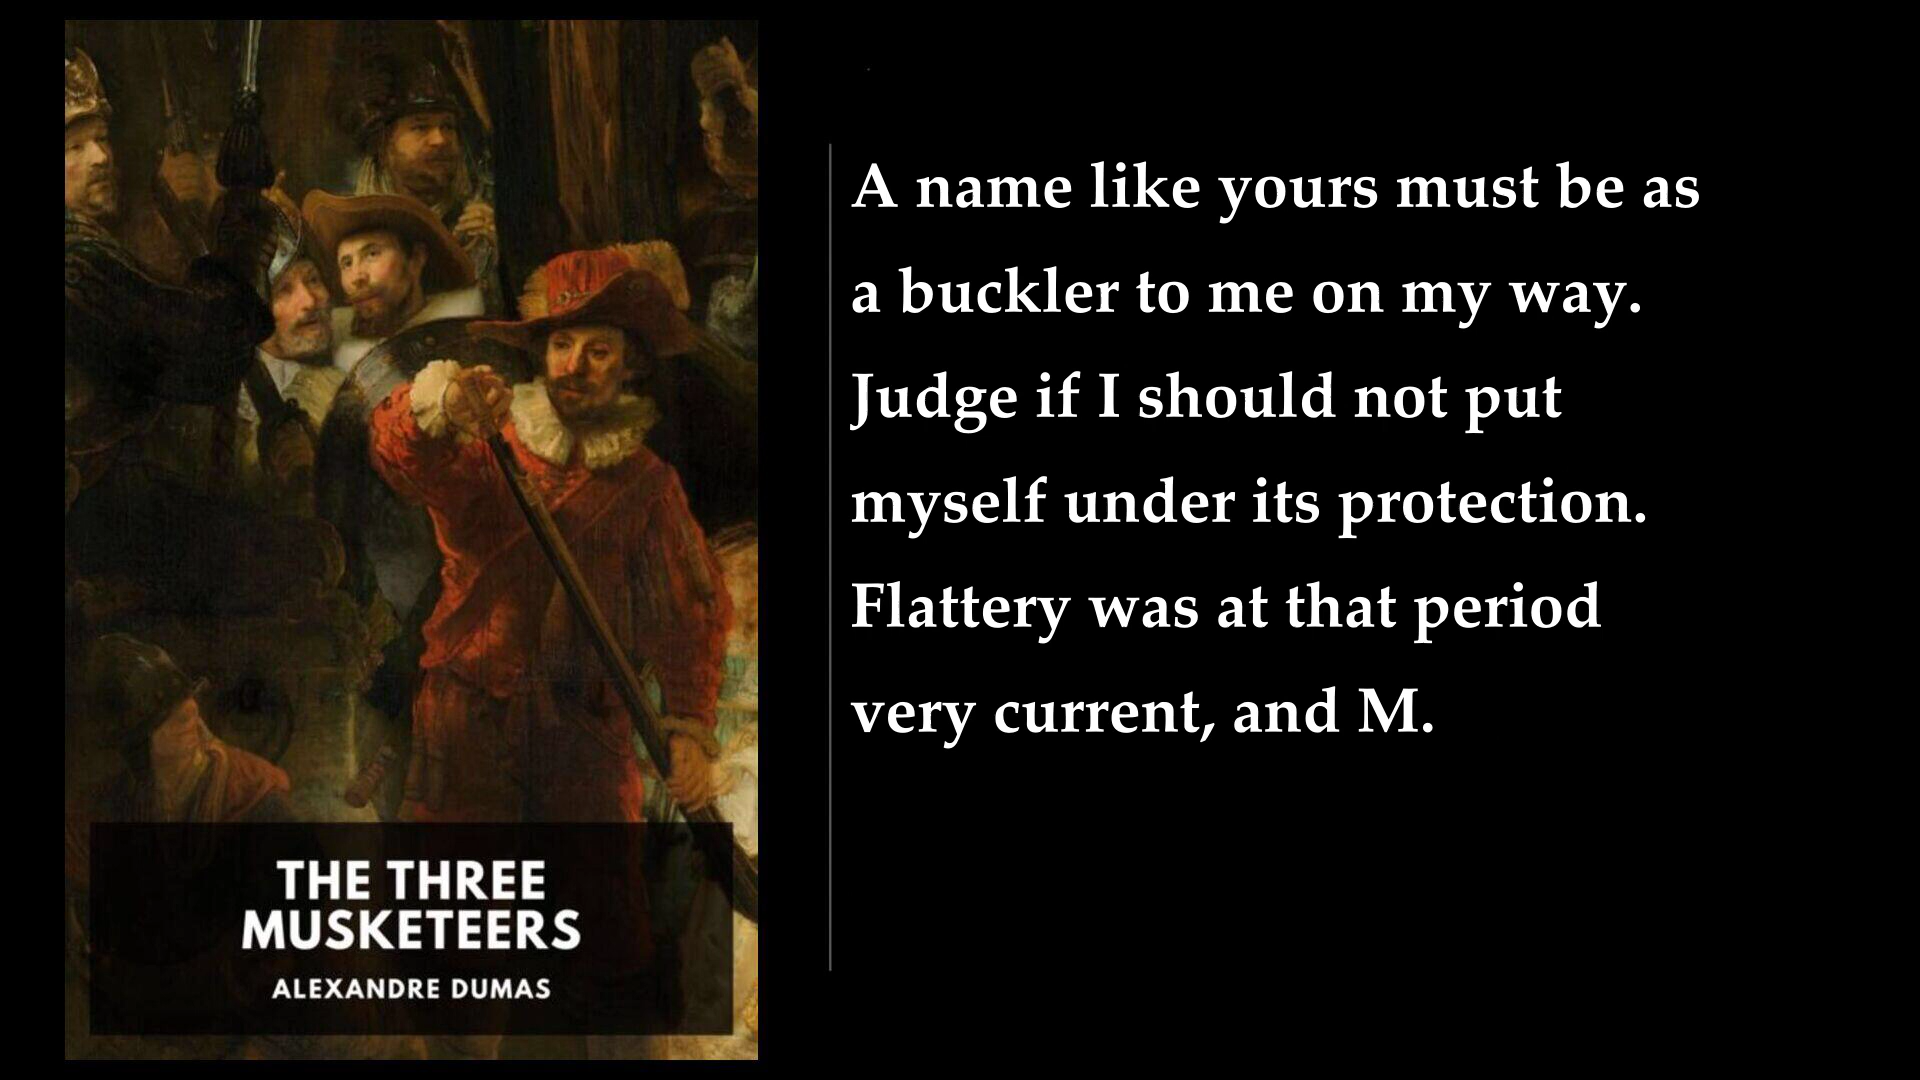 A name like yours must be as
a buckler to me on my way.
Judge if I should not put
myself under its protection.
Flattery was at that period
very current, and M.
THE THREE
MUSKETEERS
ALEXANDRE DUMAS